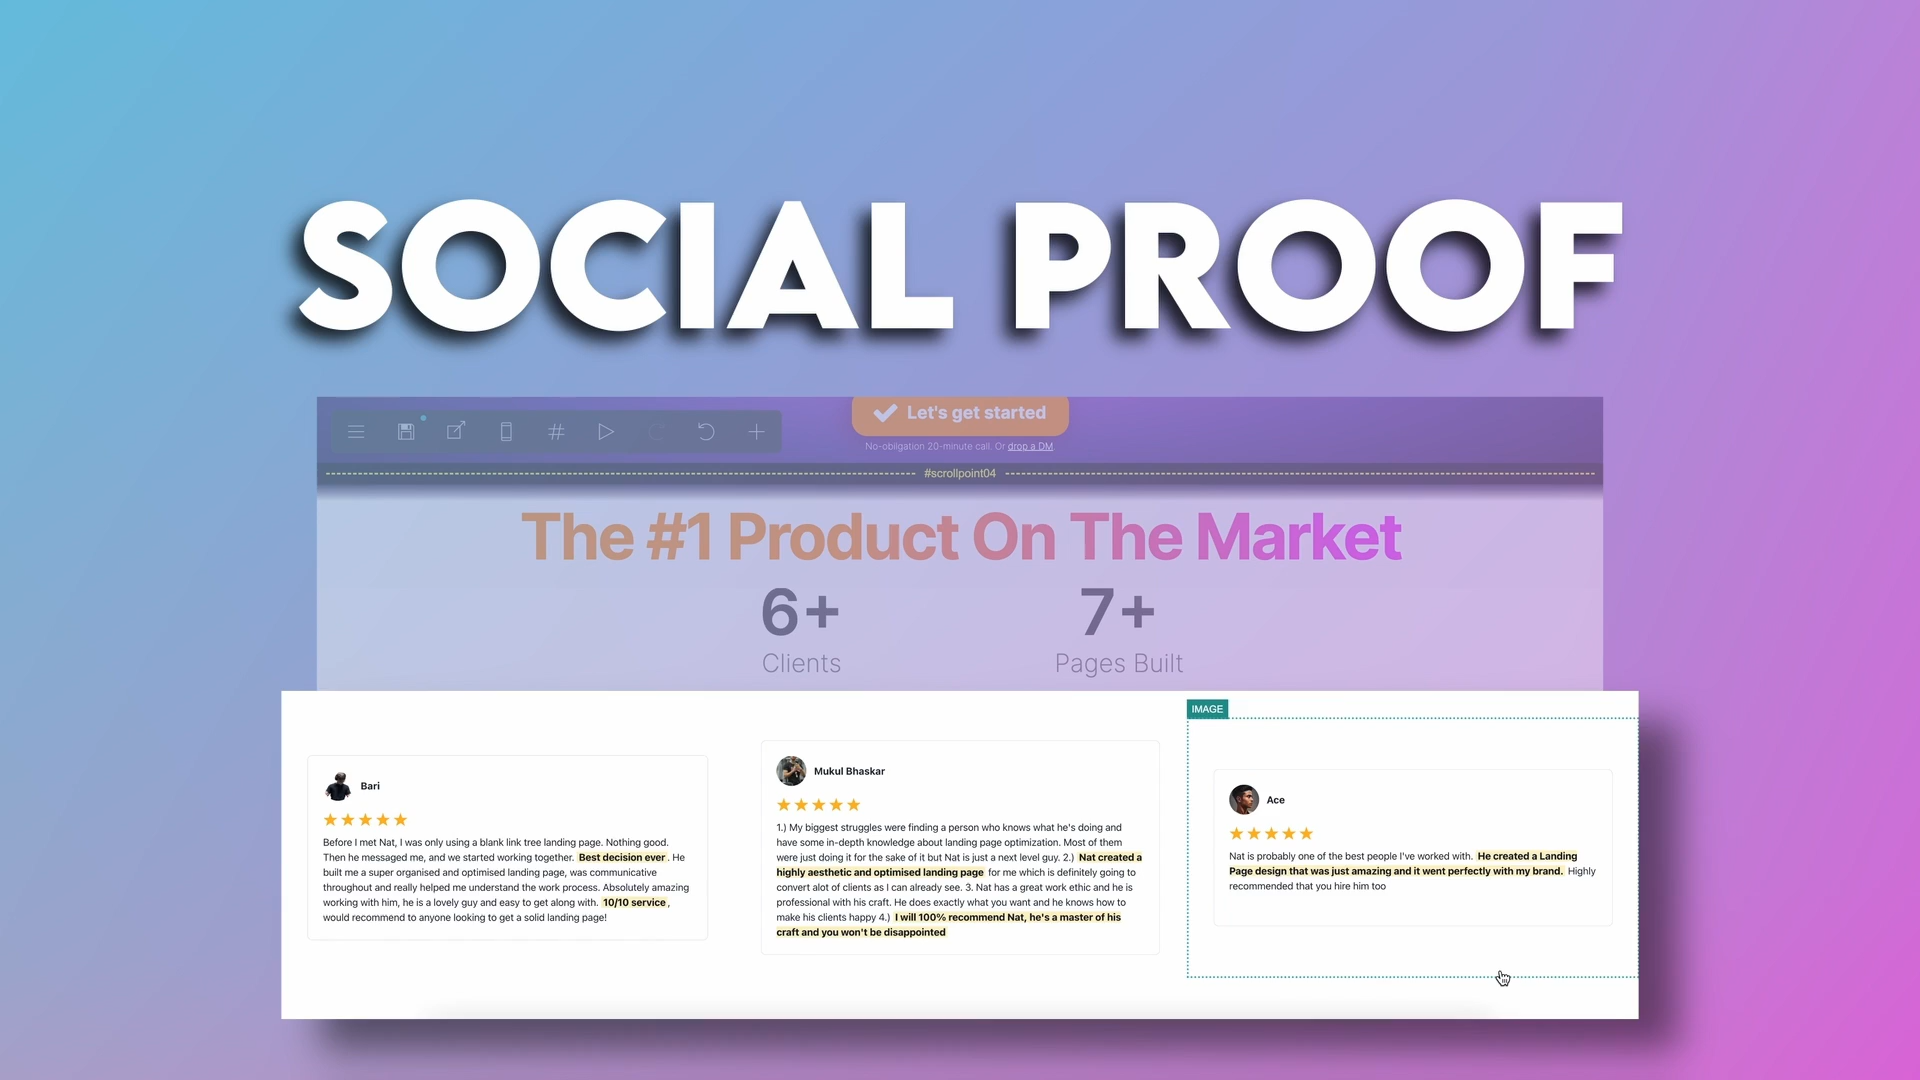 SOCIAL PROOF
Let's get started
No-obilgation 20-minute call. Or drop a DM.
#scrollpoint04
The #1 Product On The Market
6+
Clients
7+
Pages Built
Bari
Before I met Nat, I was only using a blank link tree landing page. Nothing good.
Then he messaged me, and we started working together. Best decision ever. He
built me a super organised and optimised landing page, was communicative
throughout and really helped me understand the work process. Absolutely amazing
working with him, he is a lovely guy and easy to get along with. 10/10 service,
would recommend to anyone looking to get a solid landing page!
Mukul Bhaskar
1.) My biggest struggles were finding a person who knows what he's doing and
have some in-depth knowledge about landing page optimization. Most of them
were just doing it for the sake of it but Nat is just a next level guy. 2.) Nat created a
highly aesthetic and optimised landing page for me which is definitely going to
convert alot of clients as I can already see. 3. Nat has a great work ethic and he is
professional with his craft. He does exactly what you want and he knows how to
make his clients happy 4.) I will 100% recommend Nat, he's a master of his
craft and you won't be disappointed
IMAGE
Ace
Nat is probably one of the best people I've worked with. He created a Landing
Page design that was just amazing and it went perfectly with my brand. Highly
recommended that you hire him too